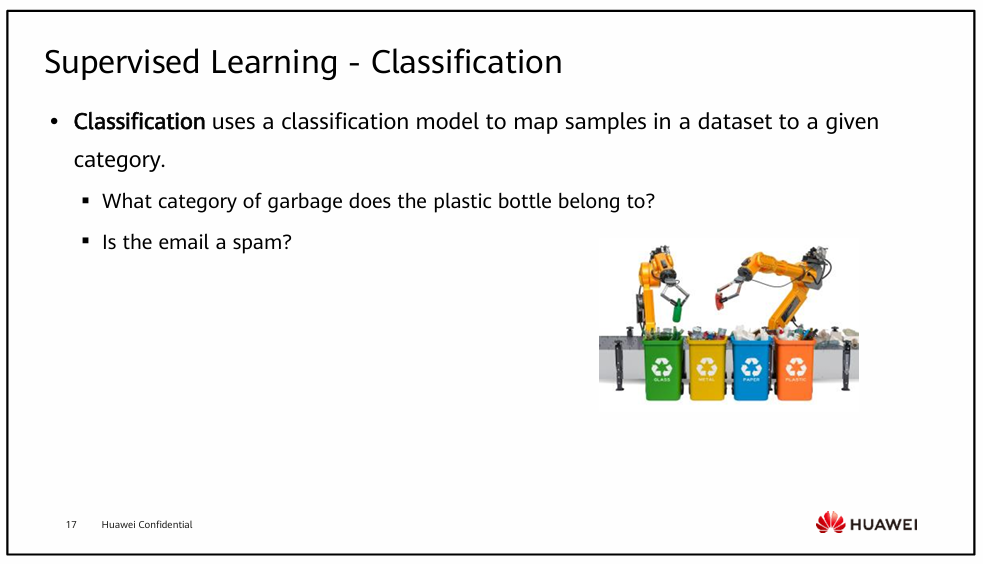 Supervised Learning - Classification
• Classification uses a classification model to map samples in a dataset to a given
category.
▪ What category of garbage does the plastic bottle belong to?
▪ Is the email a spam?
GLASS
METAL
PAPER
PLASTIC
17 Huawei Confidential
HUAWEI